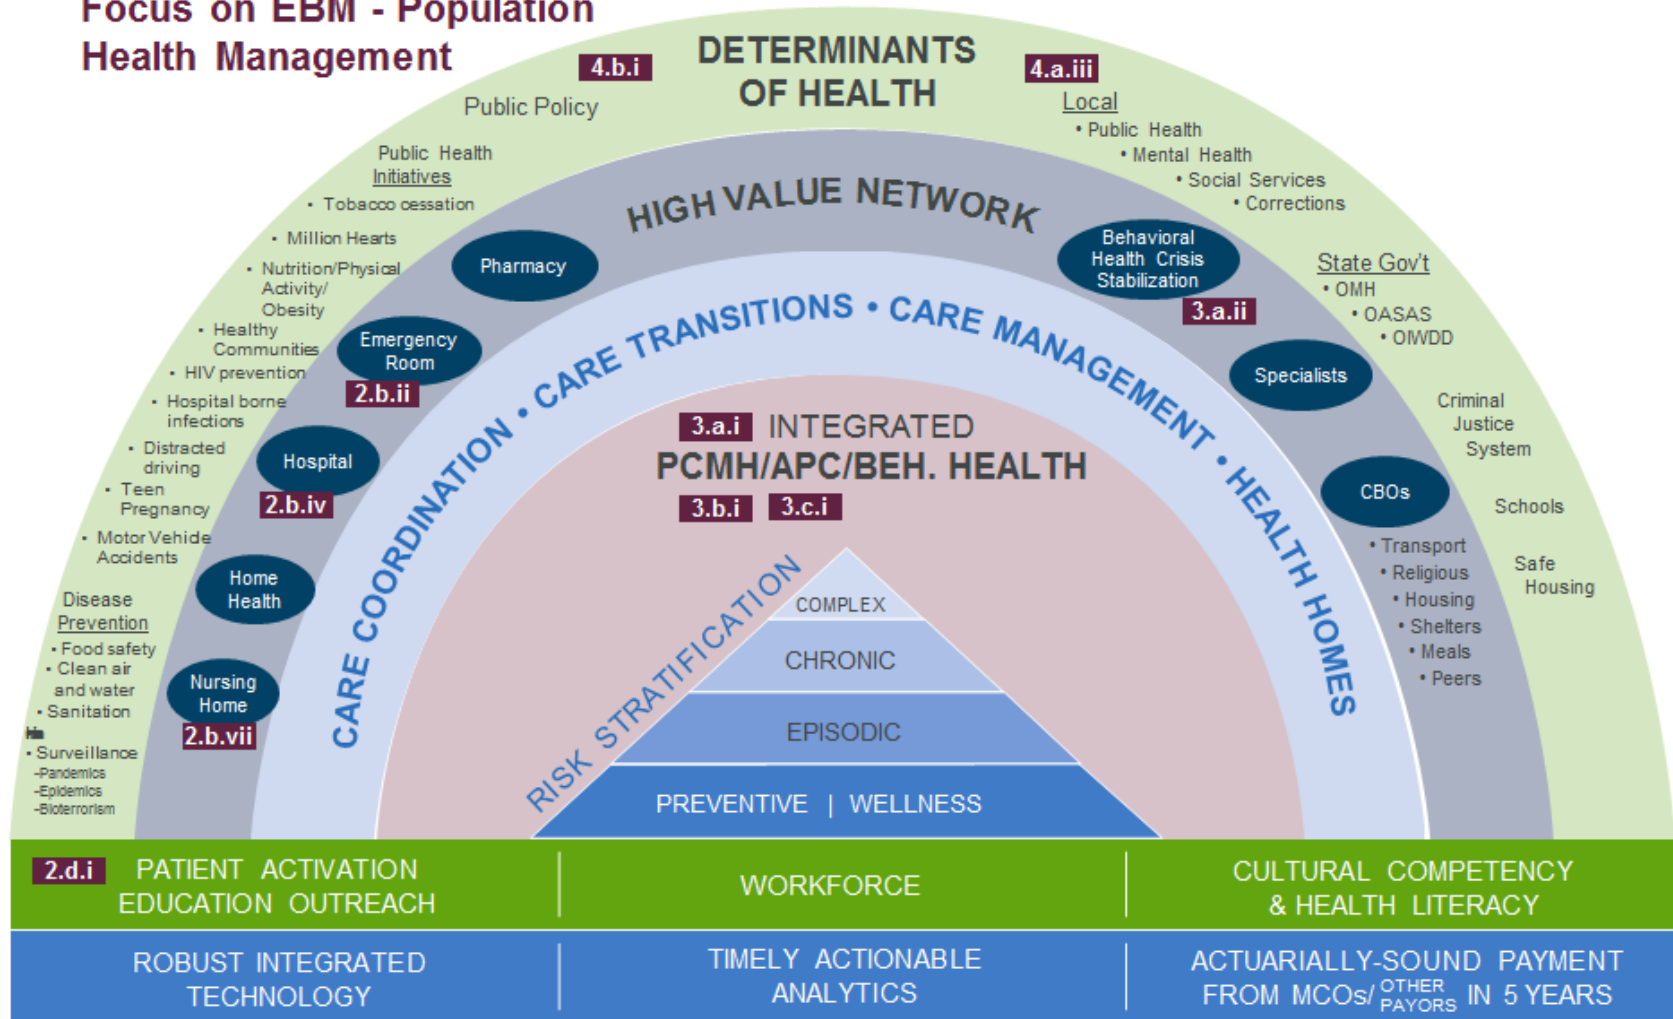 Focus on EBM - Population
Health Management
4.b.i
DETERMINANTS
OF HEALTH
4.a.iii
Public Policy
Public Health
Initiatives
• Tobacco cessation
• Million Hearts
• Nutrition/Physical
Activity/
Obesity
• Healthy
Communities
• HIV prevention
• Hospital borne
infections
• Distracted
driving
• Teen
Pregnancy
• Motor Vehicle
Accidents
Disease
Prevention
• Food safety
• Clean air
and water
• Sanitation
• Surveillance
-Pandemics
-Epidemics
-Bioterrorism
Local
• Public Health
• Mental Health
• Social Services
• Corrections
State Gov't
• OMH
• OASAS
• OIWDD
Criminal
Justice
System
Schools
Safe
Housing
HIGH VALUE NETWORK
Pharmacy
Emergency
Room
2.b.ii
Hospital
2.b.iv
Home
Health
Nursing
Home
2.b.vii
Behavioral
Health Crisis
Stabilization
3.a.ii
Specialists
CBOs
• Transport
• Religious
• Housing
• Shelters
• Meals
• Peers
CARE COORDINATION • CARE TRANSITIONS • CARE MANAGEMENT • HEALTH HOMES
3.a.i INTEGRATED
PCMH/APC/BEH. HEALTH
3.b.i 3.c.i
RISK STRATIFICATION
COMPLEX
CHRONIC
EPISODIC
PREVENTIVE | WELLNESS
2.d.i PATIENT ACTIVATION
EDUCATION OUTREACH
WORKFORCE
CULTURAL COMPETENCY
& HEALTH LITERACY
ROBUST INTEGRATED
TECHNOLOGY
TIMELY ACTIONABLE
ANALYTICS
ACTUARIALLY-SOUND PAYMENT
FROM MCOs/ OTHER PAYORS IN 5 YEARS